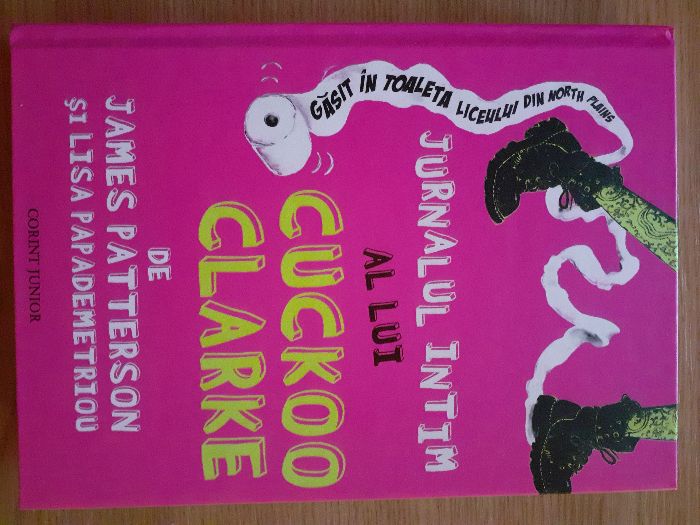 GĂSIT ÎN TOALETA LICEULUI DIN NORTH PLAINS
JURNALUL INTIM
AL LUI
CUCKOO
CLARKE
DE
JAMES PATTERSON
ŞI LISA PAPADEMETRIOU
CORINT JUNIOR